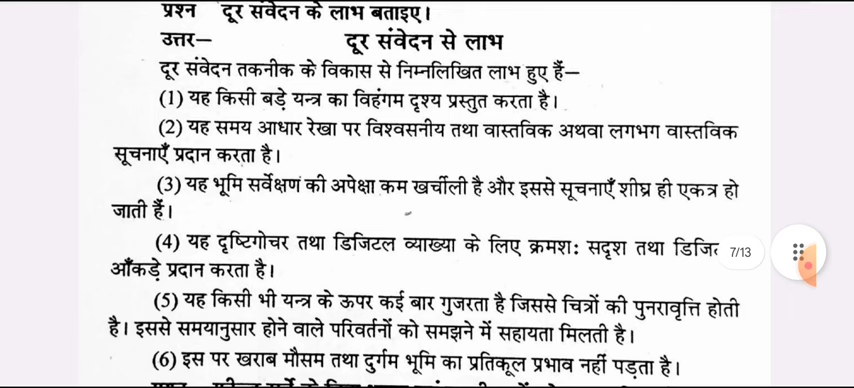 प्रश्न दूर संवेदन के लाभ बताइए।
उत्तर— दूर संवेदन से लाभ
दूर संवेदन तकनीक के विकास से निम्नलिखित लाभ हुए हैं—
(1) यह किसी बड़े यन्त्र का विहंगम दृश्य प्रस्तुत करता है।
(2) यह समय आधार रेखा पर विश्वसनीय तथा वास्तविक अथवा लगभग वास्तविक
सूचनाएँ प्रदान करता है।
(3) यह भूमि सर्वेक्षण की अपेक्षा कम खर्चीली है और इससे सूचनाएँ शीघ्र ही एकत्र हो
जाती हैं।
(4) यह दृष्टिगोचर तथा डिजिटल व्याख्या के लिए क्रमशः सदृश तथा
7/13
आँकड़े प्रदान करता है।
(5) यह किसी भी यन्त्र के ऊपर कई बार गुजरता है जिससे चित्रों की पुनरावृत्ति होती
है। इससे समयानुसार होने वाले परिवर्तनों को समझने में सहायता मिलती है।
(6) इस पर खराब मौसम तथा दुर्गम भूमि का प्रतिकूल प्रभाव नहीं पड़ता है।